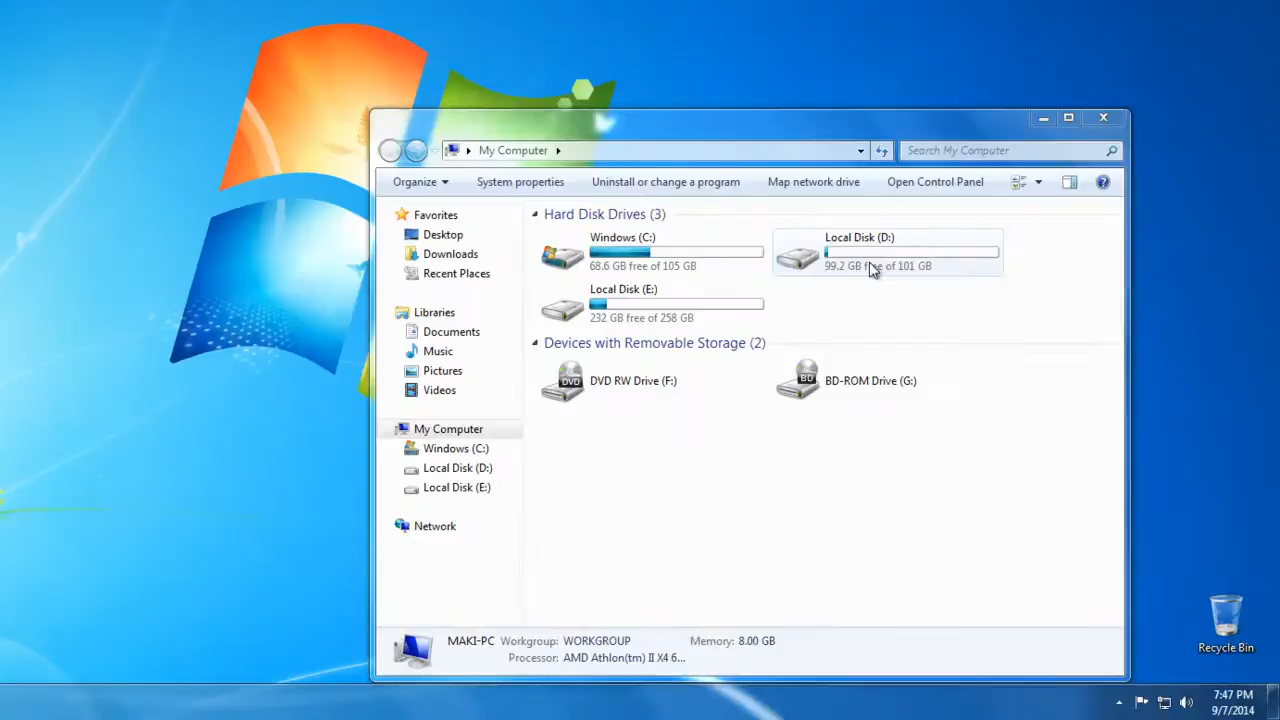 My Computer
Search My Computer
Organize
System properties
Uninstall or change a program
Map network drive
Open Control Panel
Favorites
Desktop
Downloads
Recent Places
Libraries
Documents
Music
Pictures
Videos
My Computer
Windows (C:)
Local Disk (D:)
Local Disk (E:)
Network
Hard Disk Drives (3)
Windows (C:)
68.6 GB free of 105 GB
Local Disk (D:)
99.2 GB free of 101 GB
Local Disk (E:)
232 GB free of 258 GB
Devices with Removable Storage (2)
DVD
DVD RW Drive (F:)
BD
BD-ROM Drive (G:)
MAKI-PC Workgroup: WORKGROUP Memory: 8.00 GB
Processor: AMD Athlon(tm) II X4 6...
Recycle Bin
7:47 PM
9/7/2014